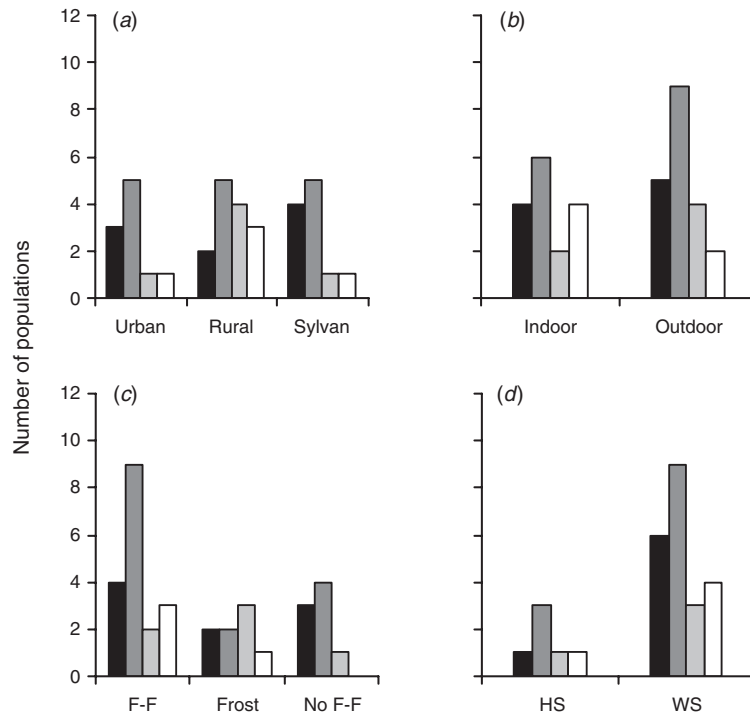 Number of populations
(a)
12
10
8
6
4
2
0
Urban Rural Sylvan
(b)
Indoor Outdoor
(c)
12
10
8
6
4
2
0
F-F Frost No F-F
(d)
HS WS